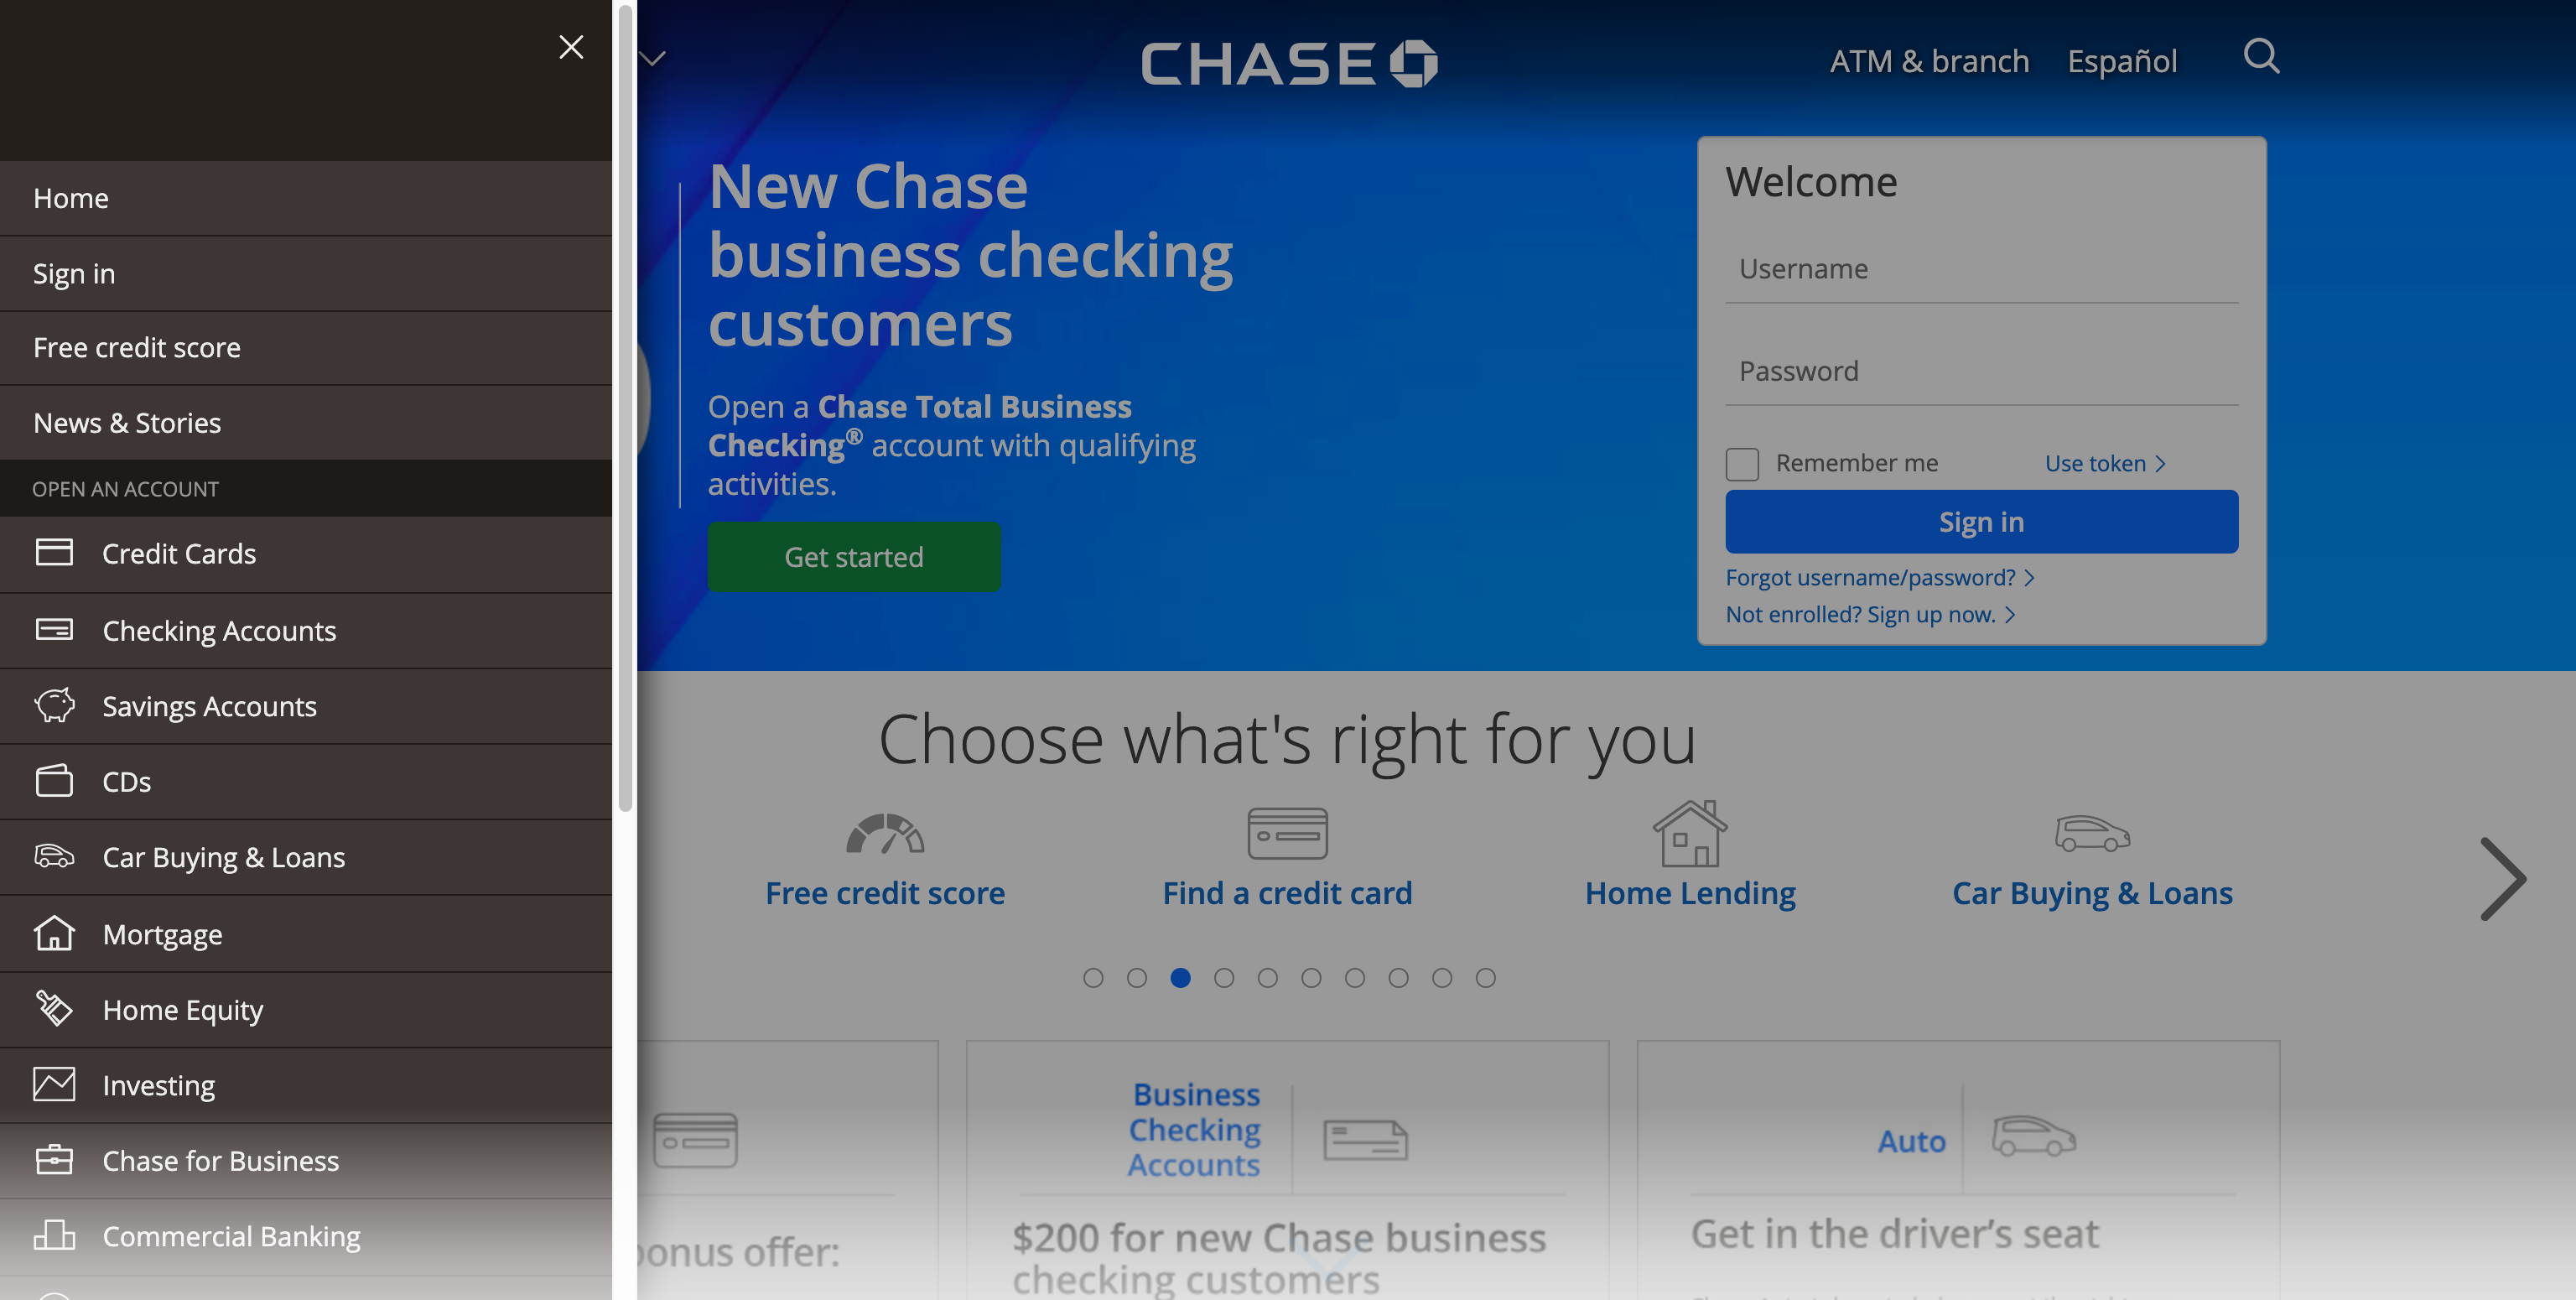 Home
Sign in
Free credit score
News & Stories
OPEN AN ACCOUNT
Credit Cards
Checking Accounts
Savings Accounts
CDs
Car Buying & Loans
Mortgage
Home Equity
Investing
Chase for Business
Commercial Banking
CHASE
ATM & branch
Español
New Chase
business checking
customers
Open a Chase Total Business
Checking® account with qualifying
activities.
Get started
Welcome
Username
Password
Remember me
Use token
Sign in
Forgot username/password?
Not enrolled? Sign up now.
Choose what's right for you
Free credit score
Find a credit card
Home Lending
Car Buying & Loans
bonus offer:
Business
Checking
Accounts
$200 for new Chase business
checking customers
Auto
Get in the driver’s seat